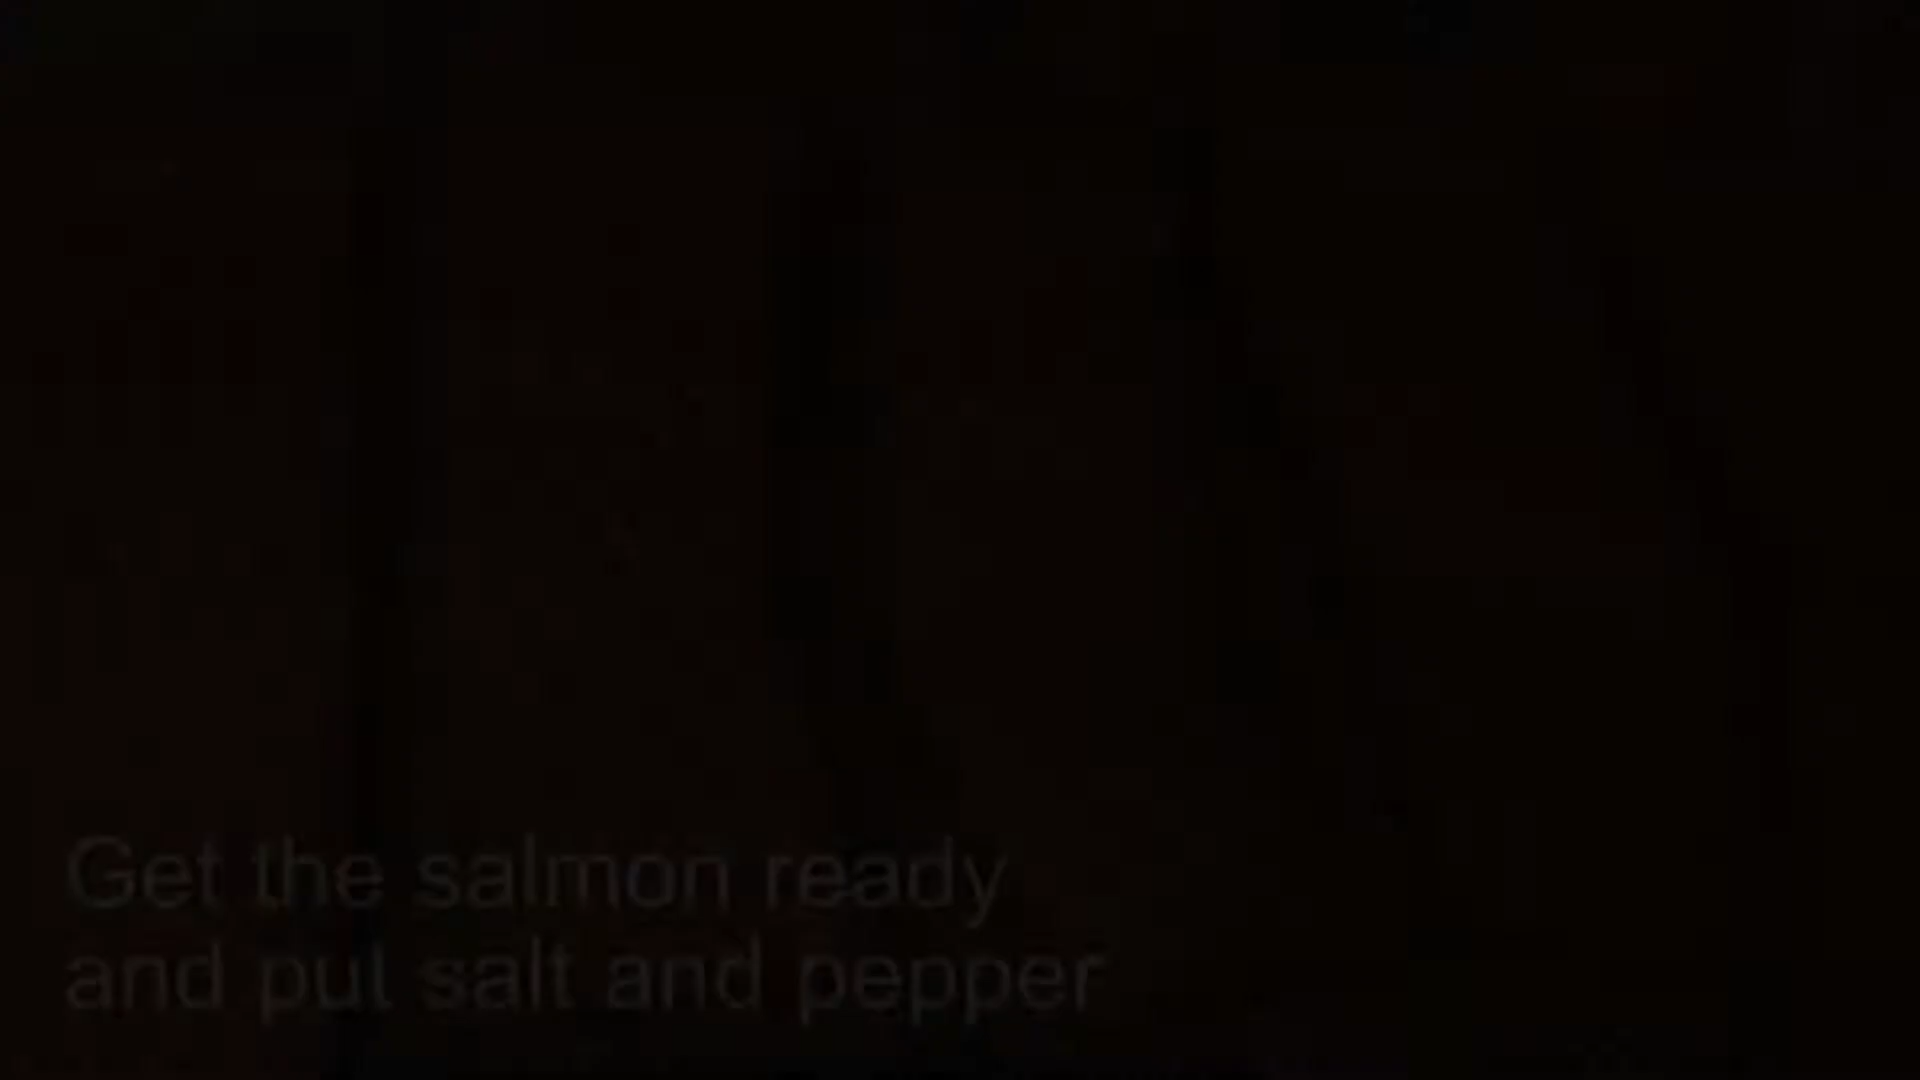 Get the salmon ready
and put salt and pepper